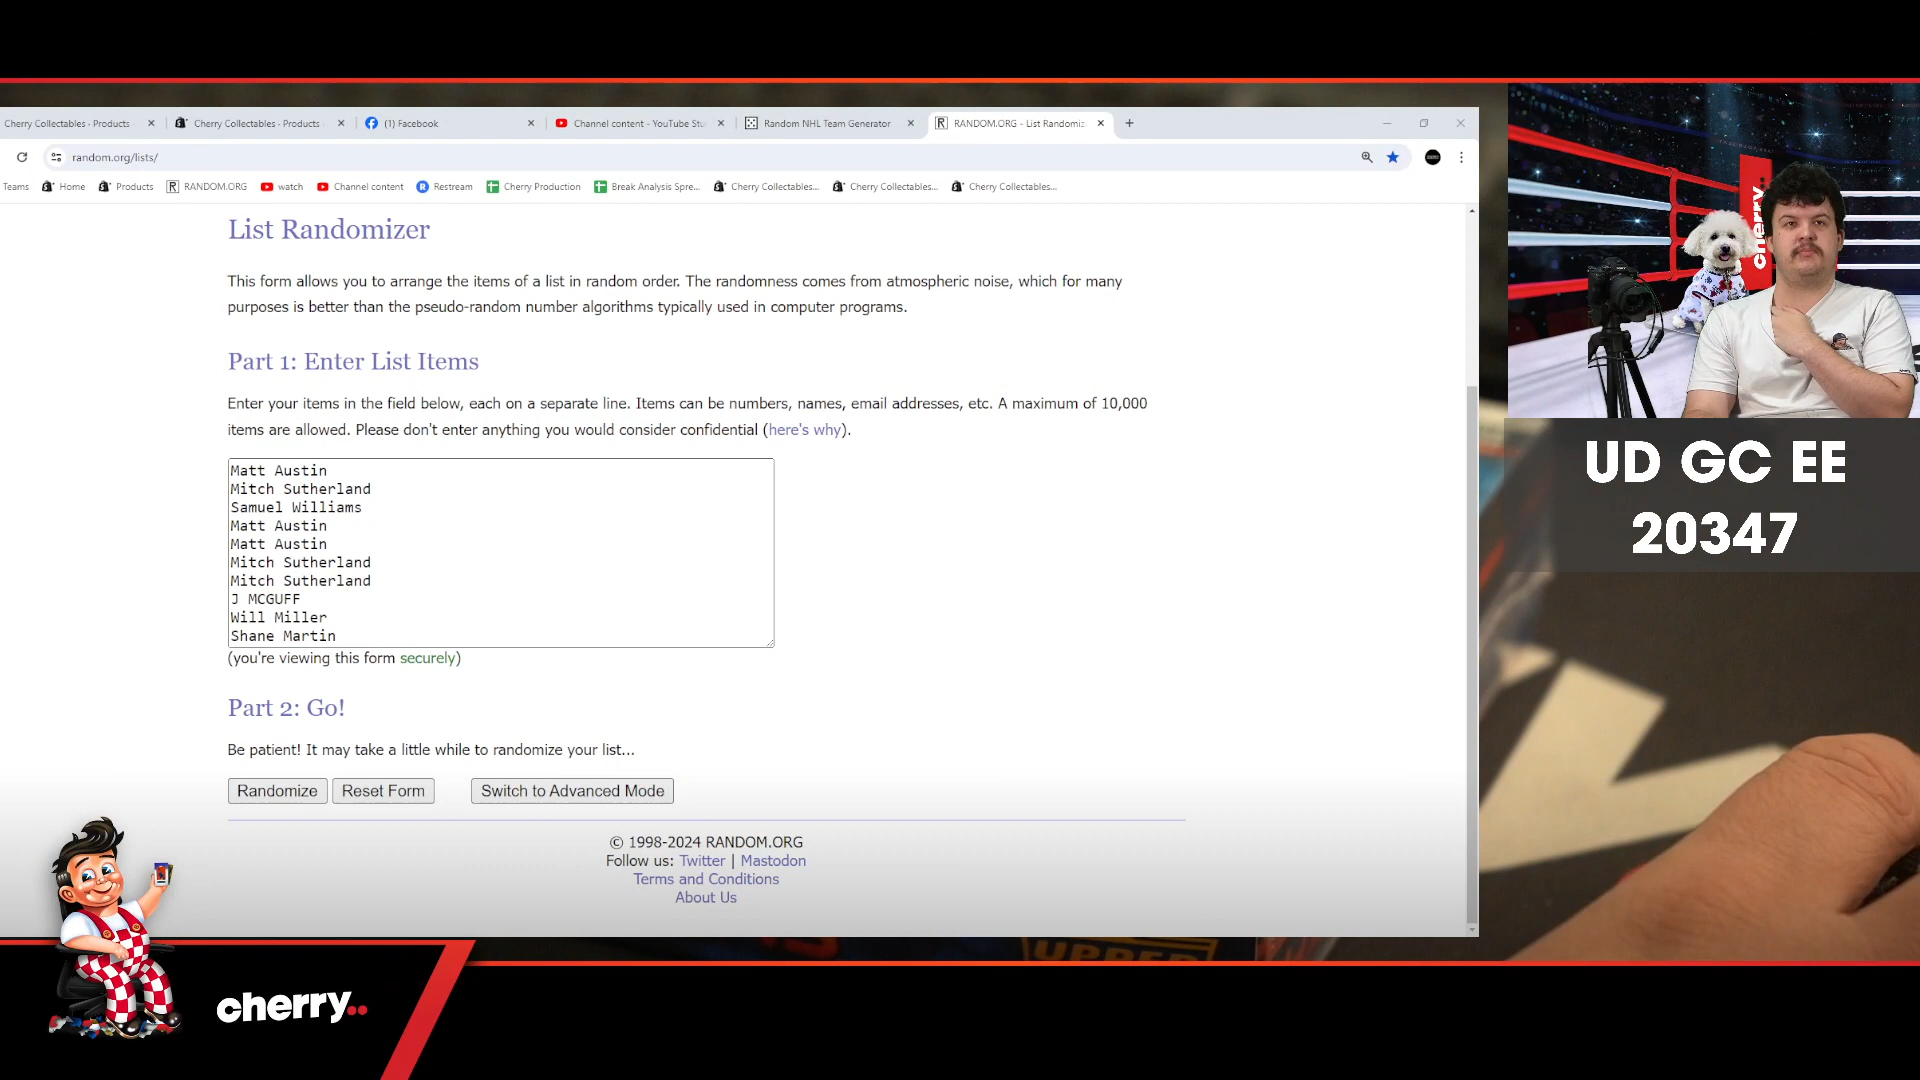 Cherry Collectables - Products
Cherry Collectables - Products
(1) Facebook
Channel content - YouTube Stu
Random NHL Team Generator
RANDOM.ORG - List Randomiz
random.org/lists/
Teams
Home
Products
RANDOM.ORG
watch
Channel content
Restream
Cherry Production
Break Analysis Spre...
Cherry Collectables...
Cherry Collectables...
Cherry Collectables...
List Randomizer
This form allows you to arrange the items of a list in random order. The randomness comes from atmospheric noise, which for many
purposes is better than the pseudo-random number algorithms typically used in computer programs.
Part 1: Enter List Items
Enter your items in the field below, each on a separate line. Items can be numbers, names, email addresses, etc. A maximum of 10,000
items are allowed. Please don't enter anything you would consider confidential (here's why).
Matt Austin
Mitch Sutherland
Samuel Williams
Matt Austin
Matt Austin
Mitch Sutherland
Mitch Sutherland
J MCGUFF
Will Miller
Shane Martin
(you're viewing this form securely)
Part 2: Go!
Be patient! It may take a little while to randomize your list...
Randomize
Reset Form
Switch to Advanced Mode
© 1998-2024 RANDOM.ORG
Follow us: Twitter | Mastodon
Terms and Conditions
About Us
cherry
UD GC EE
20347
UPPER
cherry..